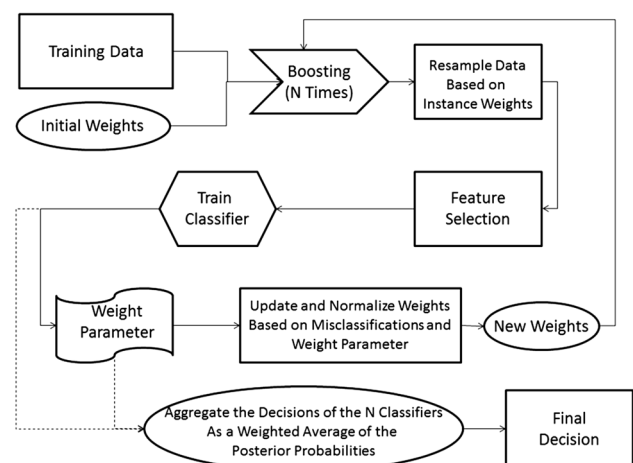 Training Data
Initial Weights
Boosting
(N Times)
Resample Data
Based on
Instance Weights
Train
Classifier
Feature
Selection
Weight
Parameter
Update and Normalize Weights
Based on Misclassifications and
Weight Parameter
New Weights
Aggregate the Decisions of the N Classifiers
As a Weighted Average of the
Posterior Probabilities
Final
Decision